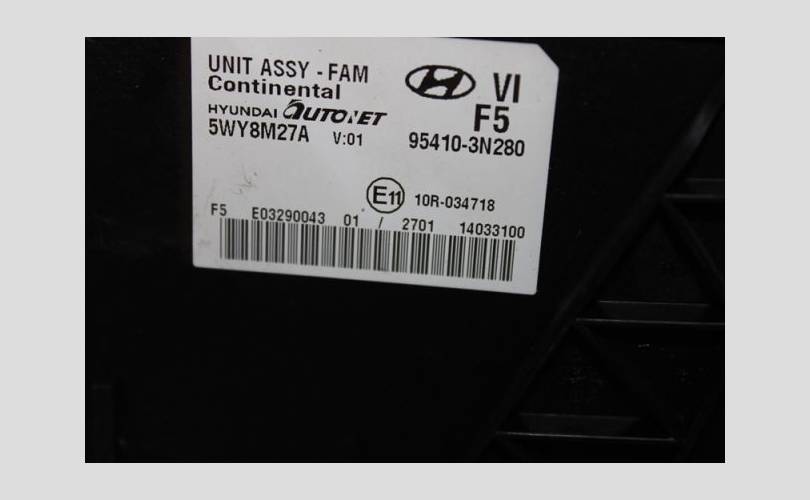 UNIT ASSY - FAM
Continental
HYUNDAI AUTONET
5WY8M27A V:01
VI
F5
95410-3N280
E11 10R-034718
F5 E03290043 01 / 2701 14033100